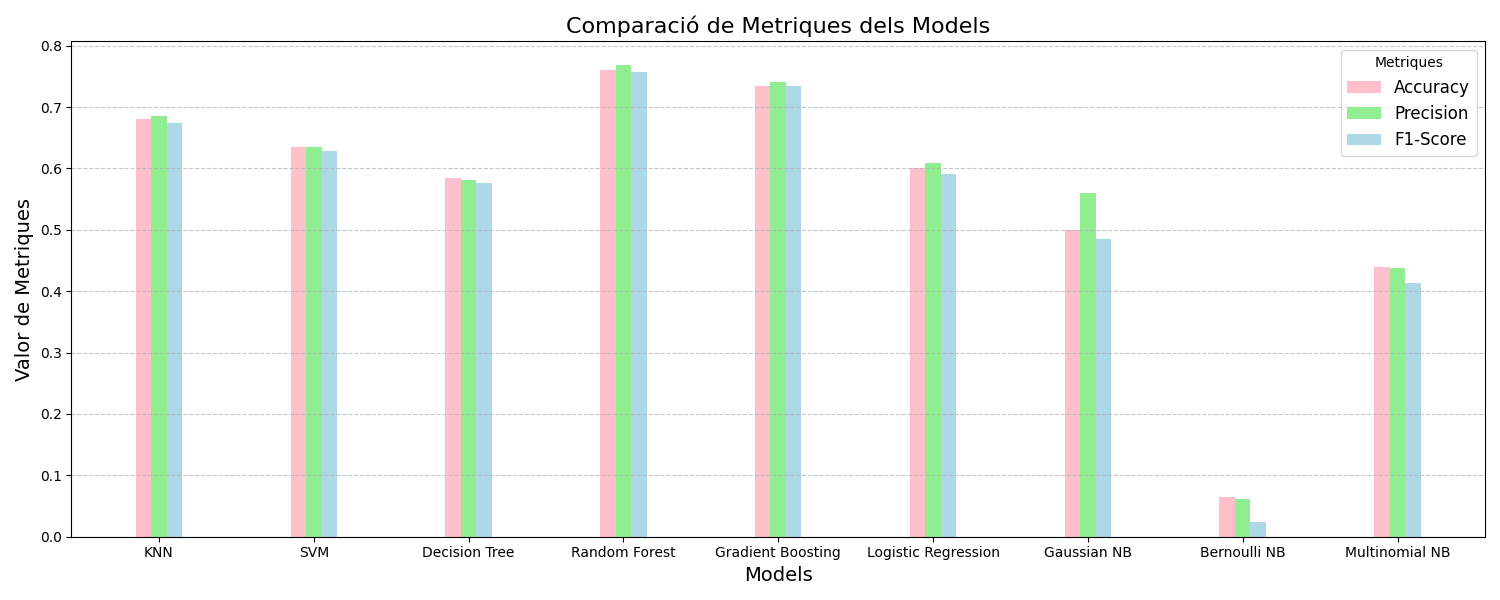 Comparació de Metriques dels Models
Valor de Metriques
0.8
0.7
0.6
0.5
0.4
0.3
0.2
0.1
0.0
Metriques
Accuracy
Precision
F1-Score
KNN SVM Decision Tree Random Forest Gradient Boosting Logistic Regression Gaussian NB Bernoulli NB Multinomial NB
Models